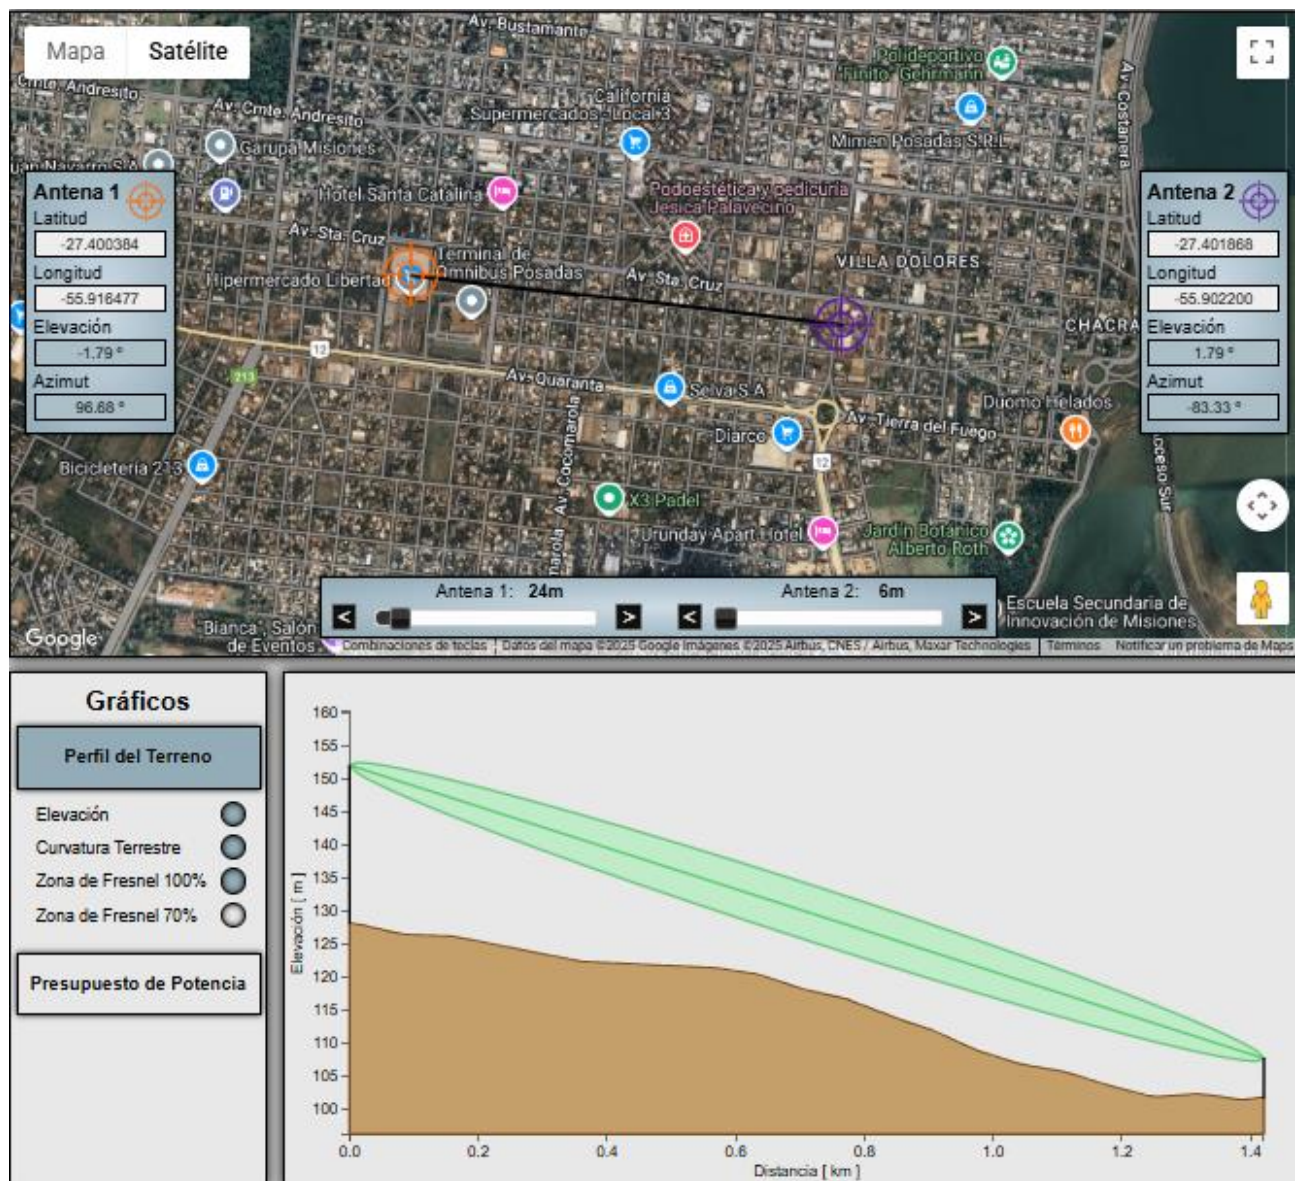 Mapa
Satélite
Av. Bustamante
Cmte. Andresito
Av. Cmte. Andresito
California
Supermercados - Local 3
Polideportivo
"Finito" Gehrmann
Av. Costanera
Garupa Misiones
Mimen Posadas S.R.L
Hotel Santa Catalina
Podoestética y pedicuria
Jesica Palavecino
Antena 1
Latitud
-27.400384
Longitud
-55.916477
Elevación
-1.79 º
Azimut
96.68 º
Antena 2
Latitud
-27.401868
Longitud
-55.902200
Elevación
1.79 º
Azimut
-83.33 º
Av. Sta. Cruz
Terminal de
Omnibus Posadas
Hipermercado Libertad
Av. Sta. Cruz
VILLA DOLORES
CHACRA
12
213
Av. Quaranta
Selva S.A
Diarco
Av. Tierra del Fuego
Duomo Helados
12
Bicicleteria 213
Av. Cocomarola
X3 Padel
Urunday Apart Hotel
Jardín Botánico
Alberto Roth
cceso Sur
Escuela Secundaria de
Innovación de Misiones
"Bianca", Salón
de Eventos
Google
Antena 1: 24m
< >
Antena 2: 6m
< >
Combinaciones de teclas
Datos del mapa ©2025 Google Imágenes ©2025 Airbus, CNES / Airbus, Maxar Technologies
Términos
Notificar un problema de Maps
Gráficos
Perfil del Terreno
Elevación
Curvatura Terrestre
Zona de Fresnel 100%
Zona de Fresnel 70%
Presupuesto de Potencia
Elevación [ m ]
160
155
150
145
140
135
130
125
120
115
110
105
100
0.0 0.2 0.4 0.6 0.8 1.0 1.2 1.4
Distancia [ km ]